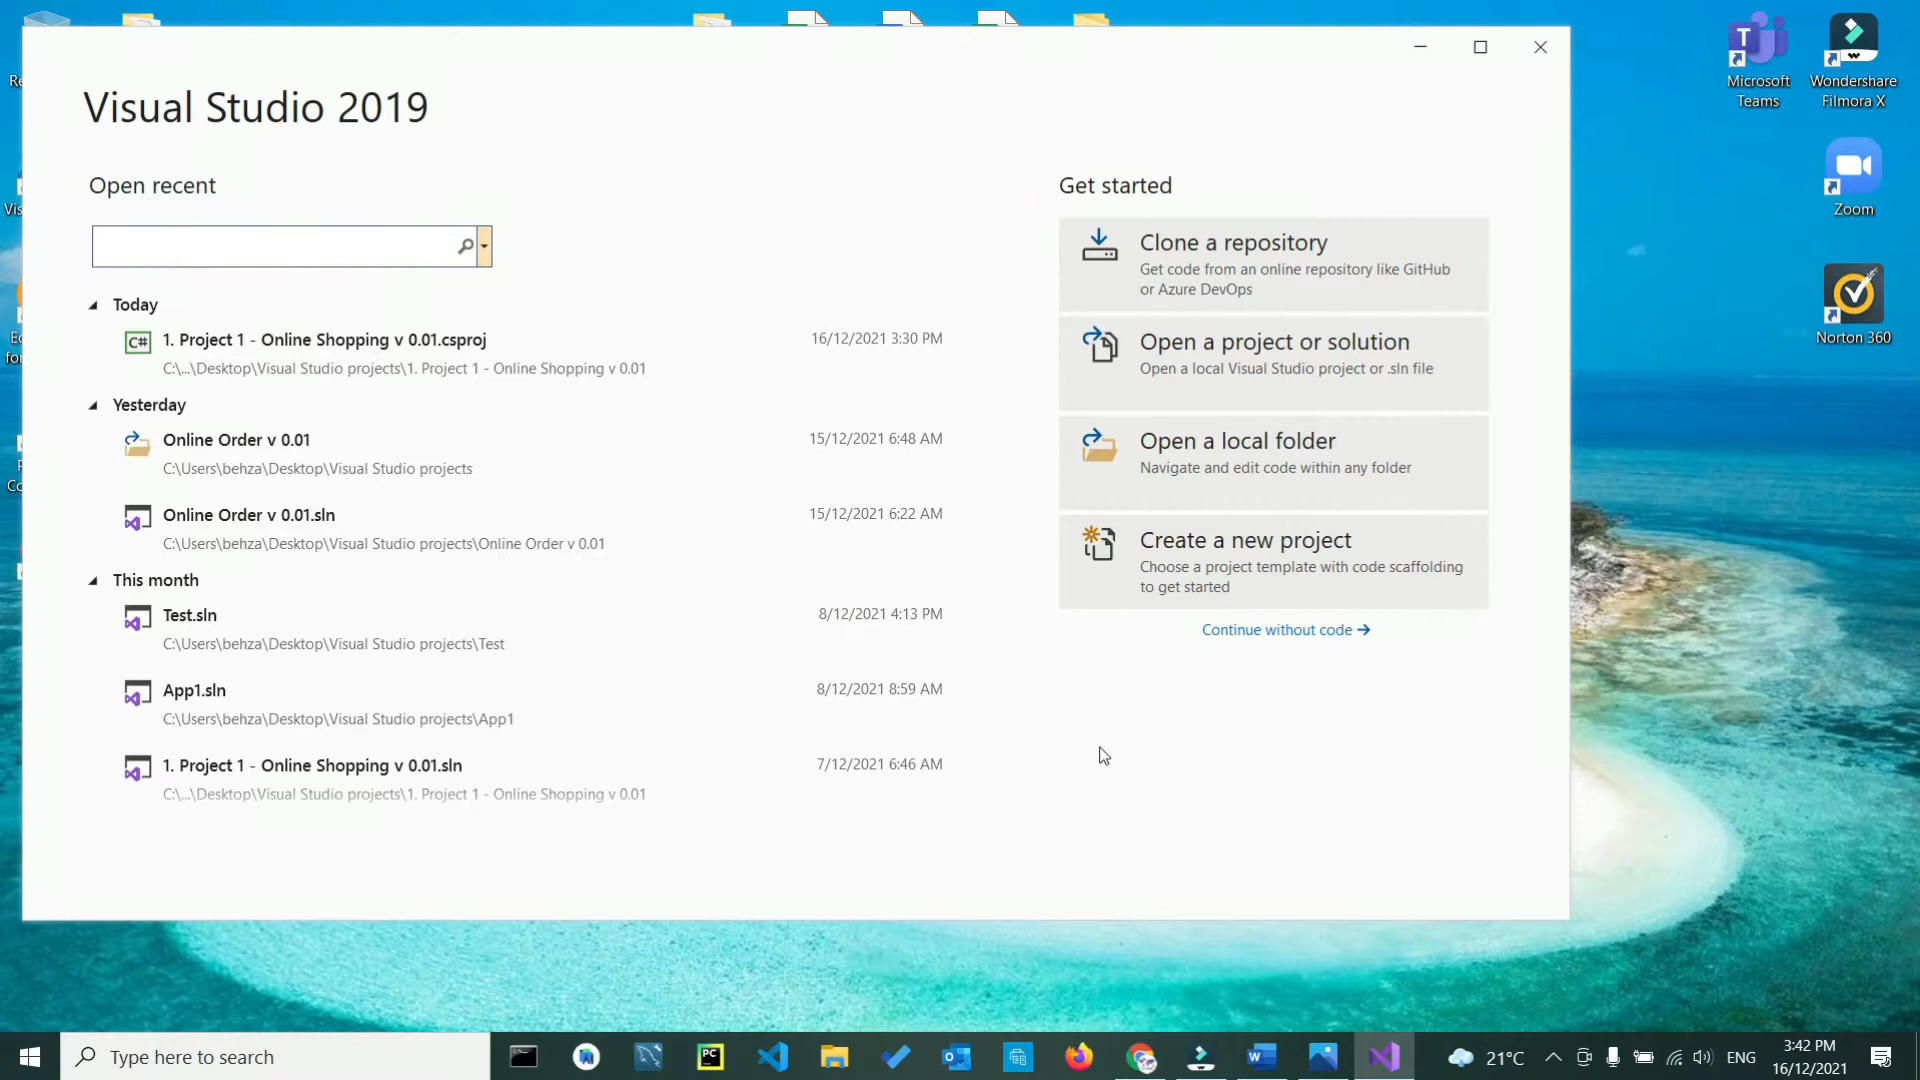 Visual Studio 2019
Open recent
Today
C# 1. Project 1 - Online Shopping v 0.01.csproj 16/12/2021 3:30 PM
C:\...\Desktop\Visual Studio projects\1. Project 1 - Online Shopping v 0.01
Yesterday
Online Order v 0.01 15/12/2021 6:48 AM
C:\Users\behza\Desktop\Visual Studio projects
Online Order v 0.01.sln 15/12/2021 6:22 AM
C:\Users\behza\Desktop\Visual Studio projects\Online Order v 0.01
This month
Test.sln 8/12/2021 4:13 PM
C:\Users\behza\Desktop\Visual Studio projects\Test
App1.sln 8/12/2021 8:59 AM
C:\Users\behza\Desktop\Visual Studio projects\App1
1. Project 1 - Online Shopping v 0.01.sln 7/12/2021 6:46 AM
C:\...\Desktop\Visual Studio projects\1. Project 1 - Online Shopping v 0.01
Get started
Clone a repository
Get code from an online repository like GitHub
or Azure DevOps
Open a project or solution
Open a local Visual Studio project or .sln file
Open a local folder
Navigate and edit code within any folder
Create a new project
Choose a project template with code scaffolding
to get started
Continue without code →
Microsoft
Teams
Wondershare
Filmora X
Zoom
Norton 360
Type here to search
PC
21°C
ENG
3:42 PM
16/12/2021